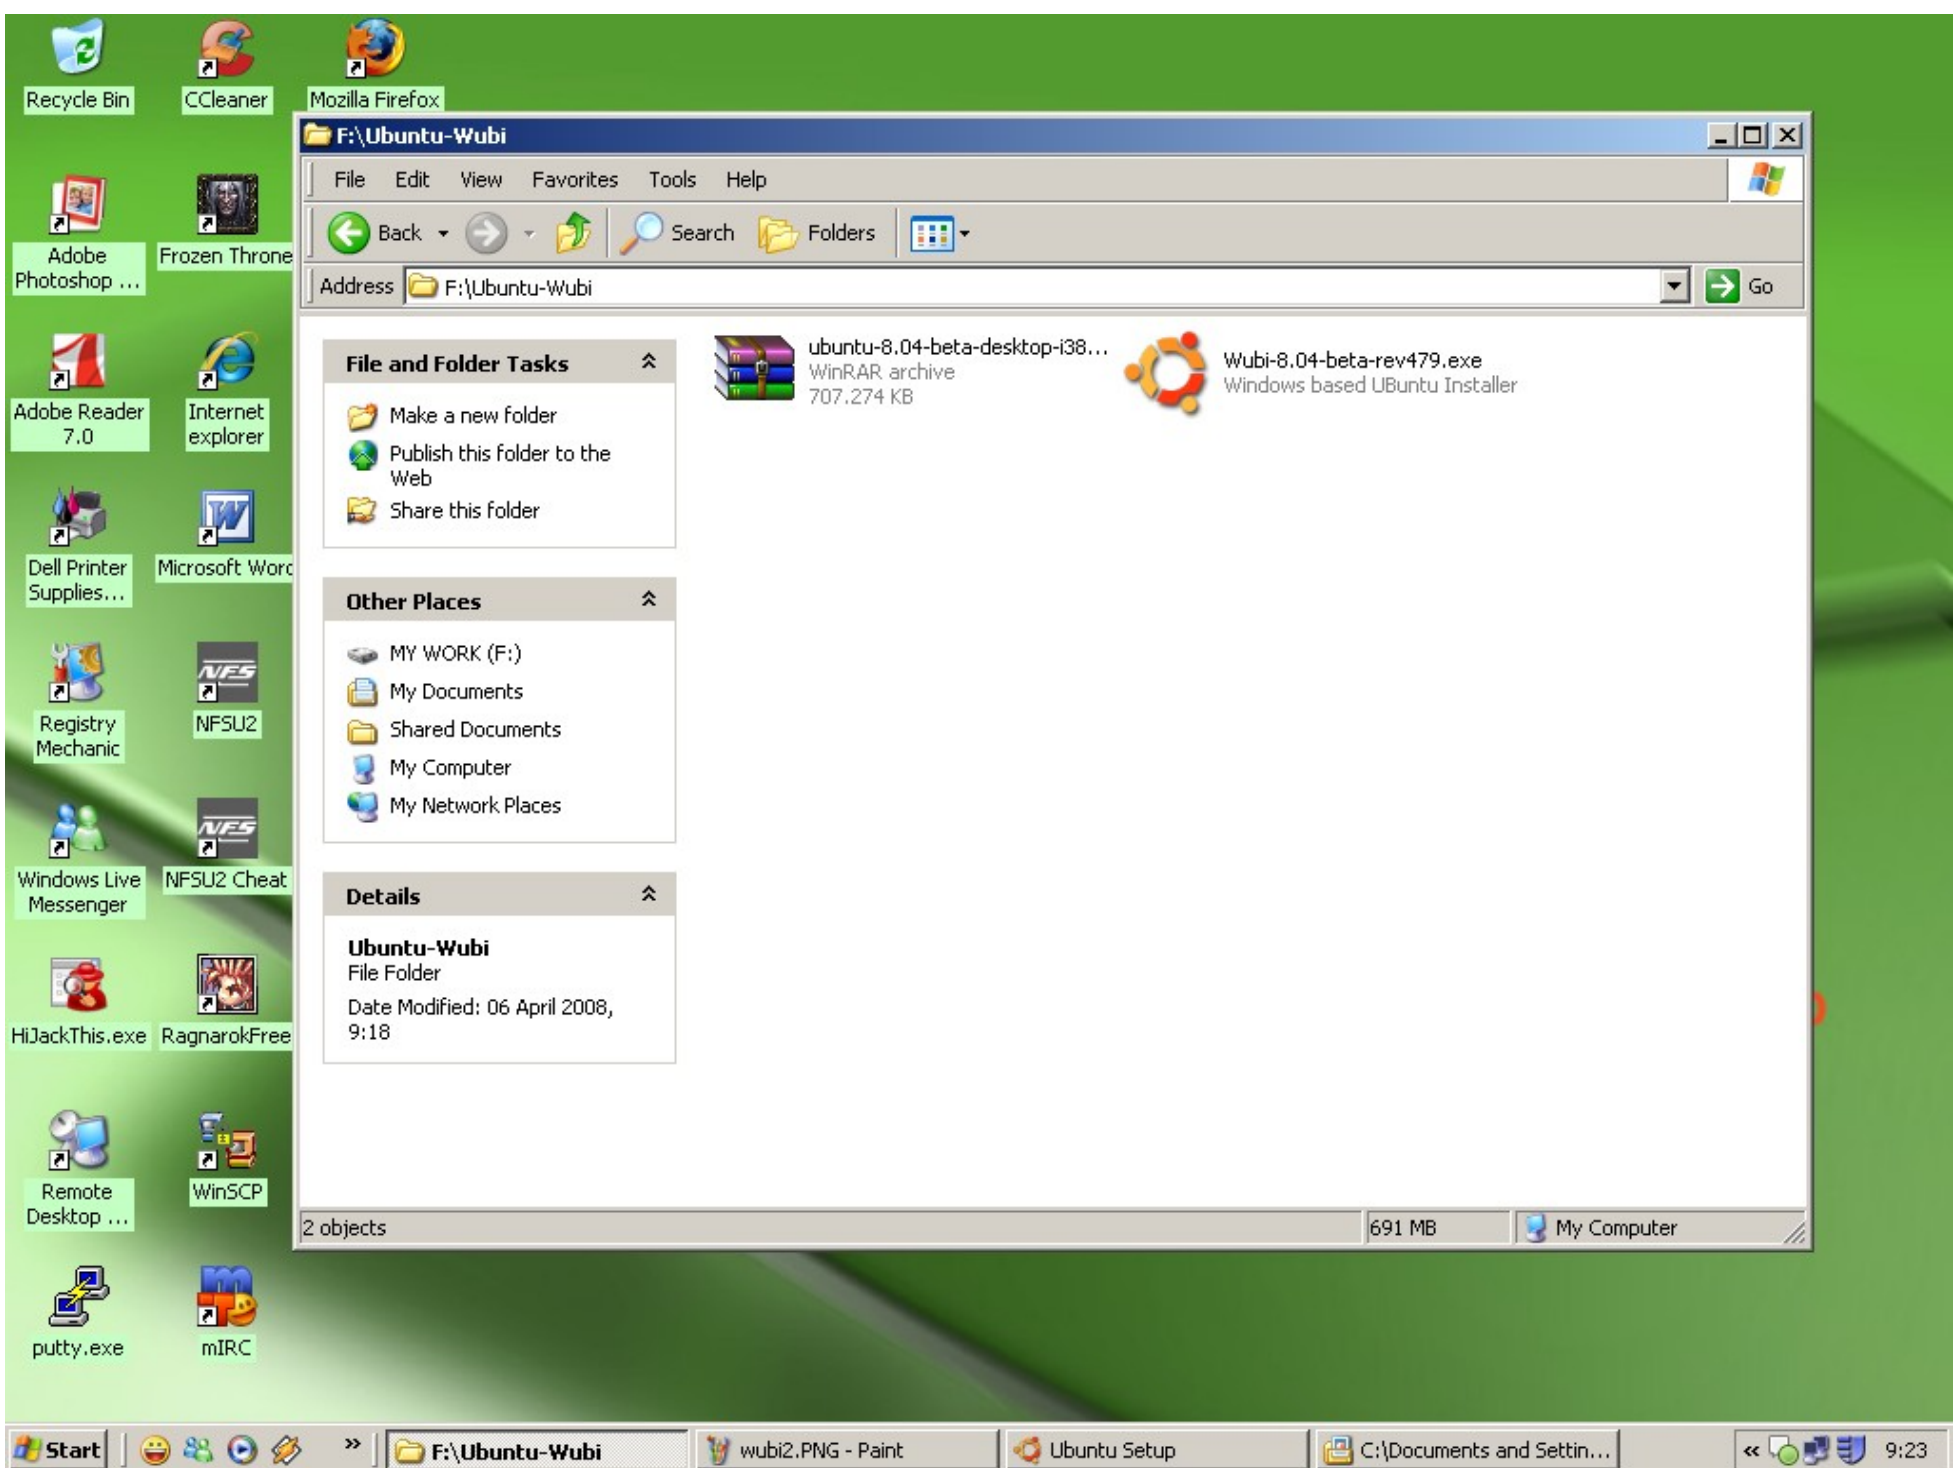 Recycle Bin
CCleaner
Mozilla Firefox
Adobe
Photoshop ...
Frozen Throne
Adobe Reader
7.0
Internet
explorer
Dell Printer
Supplies...
Microsoft Word
Registry
Mechanic
NFS
NFSU2
Windows Live
Messenger
NFS
NFSU2 Cheat
HiJackThis.exe
RagnarokFree
Remote
Desktop ...
WinSCP
putty.exe
mIRC
F:\Ubuntu-Wubi
File Edit View Favorites Tools Help
Back Search Folders
Address F:\Ubuntu-Wubi Go
File and Folder Tasks
Make a new folder
Publish this folder to the
Web
Share this folder
Other Places
MY WORK (F:)
My Documents
Shared Documents
My Computer
My Network Places
Details
Ubuntu-Wubi
File Folder
Date Modified: 06 April 2008,
9:18
ubuntu-8.04-beta-desktop-i38...
WinRAR archive
707.274 KB
Wubi-8.04-beta-rev479.exe
Windows based UBuntu Installer
2 objects 691 MB My Computer
Start F:\Ubuntu-Wubi wubi2.PNG - Paint Ubuntu Setup C:\Documents and Settin... 9:23